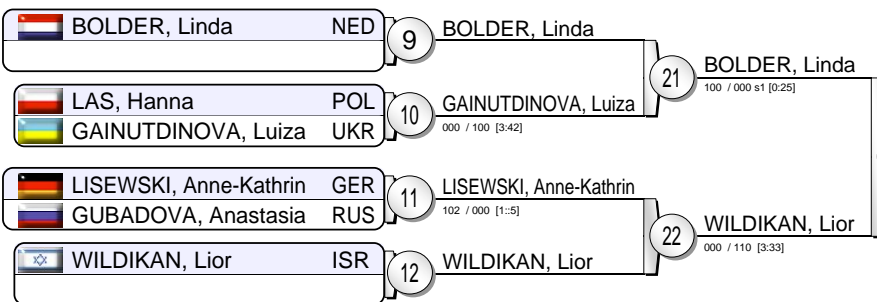 BOLDER, Linda NED
9
BOLDER, Linda
21
BOLDER, Linda
100 / 000 s1 [0:25]
LAS, Hanna POL
GAINUTDINOVA, Luiza UKR
10
GAINUTDINOVA, Luiza
000 / 100 [3:42]
LISEWSKI, Anne-Kathrin GER
GUBADOVA, Anastasia RUS
11
LISEWSKI, Anne-Kathrin
102 / 000 [1::5]
22
WILDIKAN, Lior
000 / 110 [3:33]
WILDIKAN, Lior ISR
12
WILDIKAN, Lior